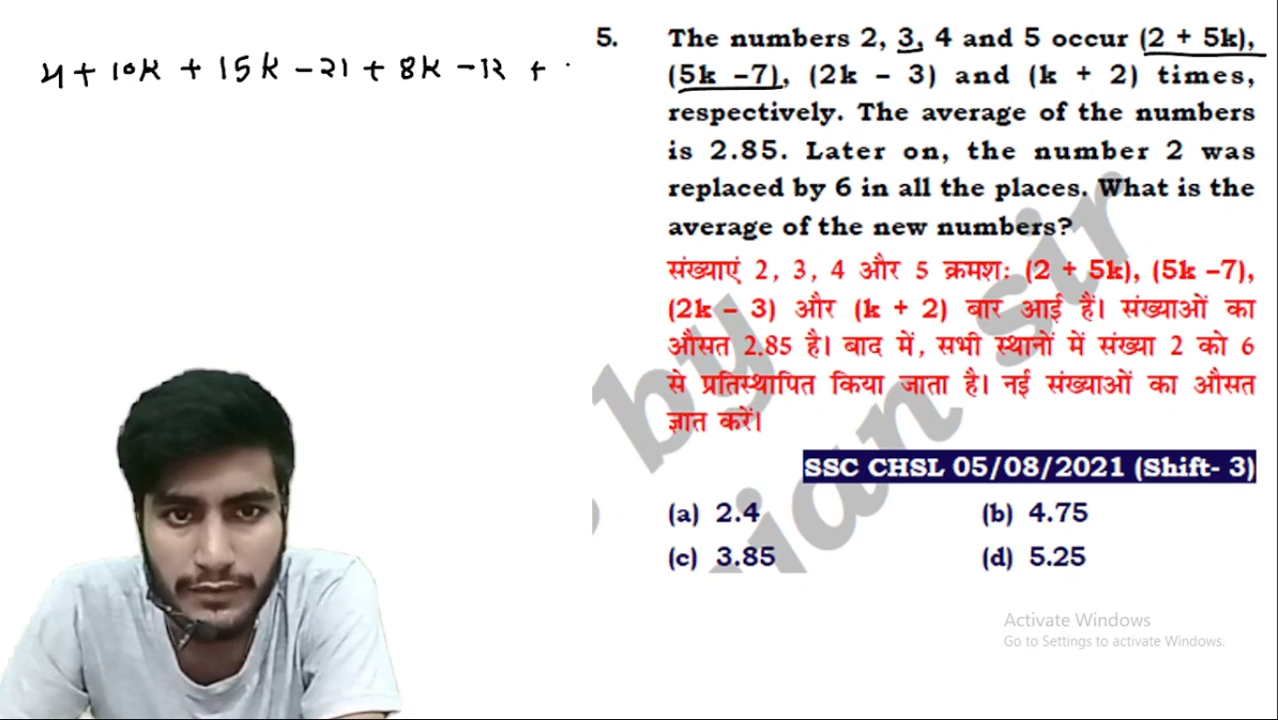 4 + 10k + 15k - 21 + 8k - 12 +
5. The numbers 2, 3, 4 and 5 occur (2 + 5k),
(5k -7), (2k - 3) and (k + 2) times,
respectively. The average of the numbers
is 2.85. Later on, the number 2 was
replaced by 6 in all the places. What is the
average of the new numbers?
संख्याएं 2, 3, 4 और 5 क्रमश: (2 + 5k), (5k -7),
(2k - 3) और (k + 2) बार आई हैं। संख्याओं का
औसत 2.85 है। बाद में, सभी स्थानों में संख्या 2 को 6
से प्रतिस्थापित किया जाता है। नई संख्याओं का औसत
ज्ञात करें।
SSC CHSL 05/08/2021 (Shift- 3)
(a) 2.4 (b) 4.75
(c) 3.85 (d) 5.25
by
sir
Activate Windows
Go to Settings to activate Windows.